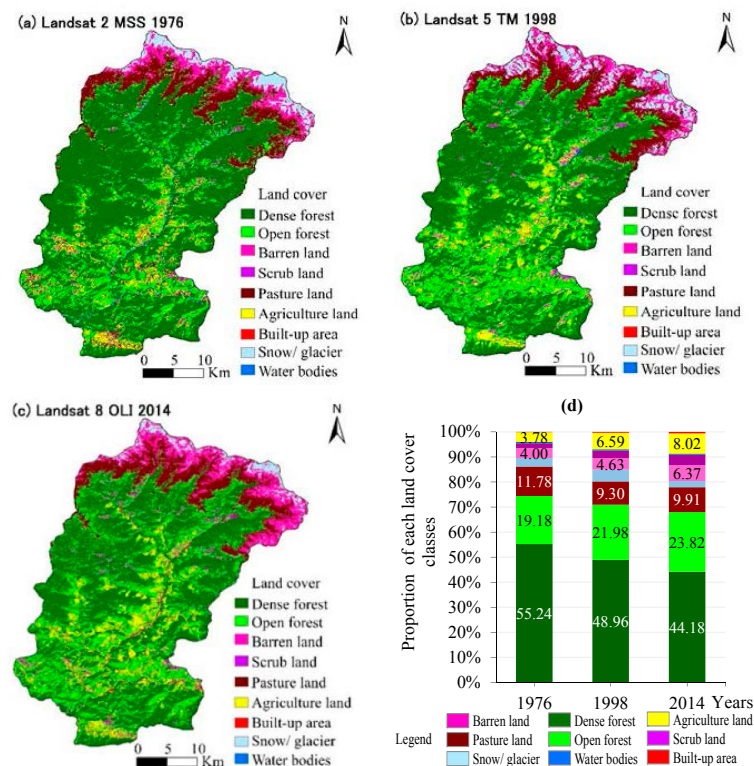 (a) Landsat 2 MSS 1976
N
Land cover
Dense forest
Open forest
Barren land
Scrub land
Pasture land
Agriculture land
Built-up area
Snow/ glacier
Water bodies
0 5 10
Km
(b) Landsat 5 TM 1998
N
Land cover
Dense forest
Open forest
Barren land
Scrub land
Pasture land
Agriculture land
Built-up area
Snow/ glacier
Water bodies
0 5 10
Km
(c) Landsat 8 OLI 2014
N
Land cover
Dense forest
Open forest
Barren land
Scrub land
Pasture land
Agriculture land
Built-up area
Snow/ glacier
Water bodies
0 5 10
Km
(d)
Proportion of each land cover
classes
100%
90%
80%
70%
60%
50%
40%
30%
20%
10%
0%
3.78 6.59 8.02
4.00 4.63 6.37
11.78 9.30 9.91
19.18 21.98 23.82
55.24 48.96 44.18
1976 1998 2014 Years
Legend
Barren land Dense forest Agriculture land
Pasture land Open forest Scrub land
Snow/ glacier Water bodies Built-up area